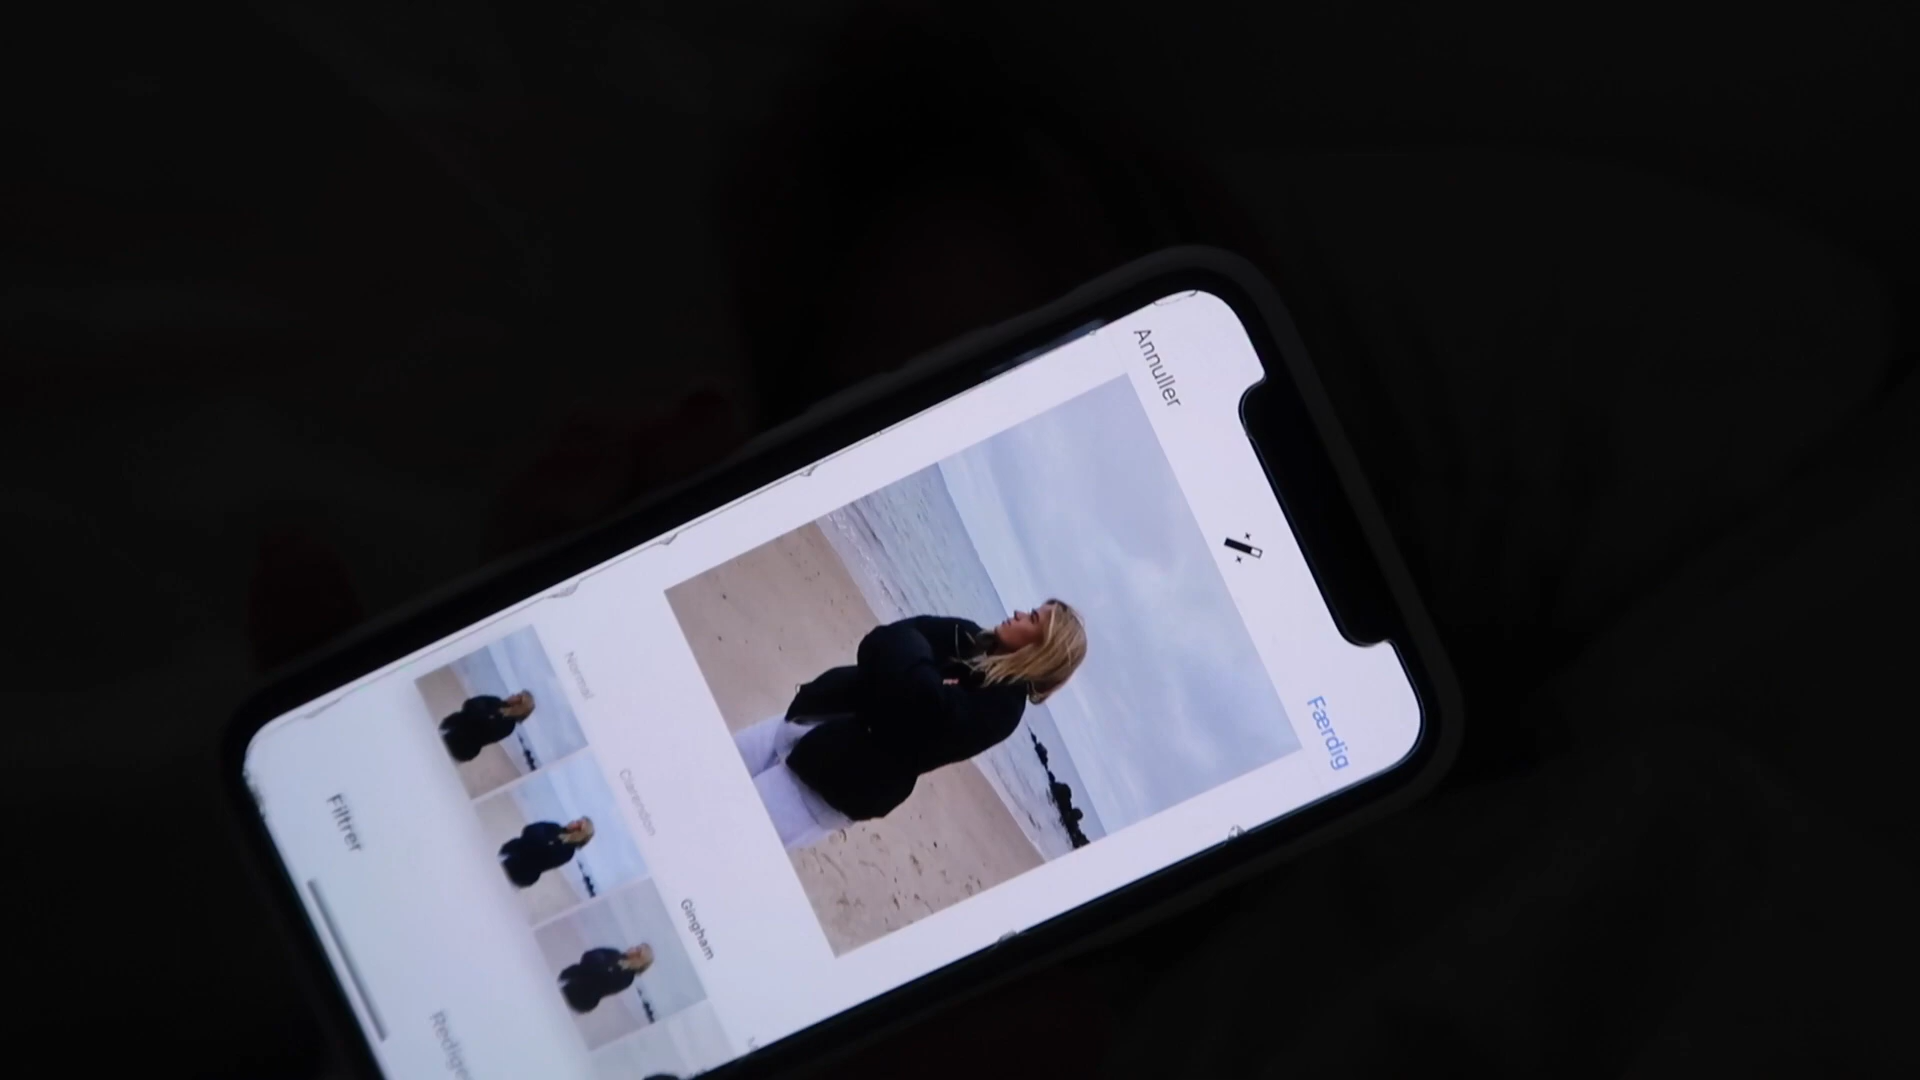 Annuller
Færdig
Normal
Clarendon
Gingham
Filtrer